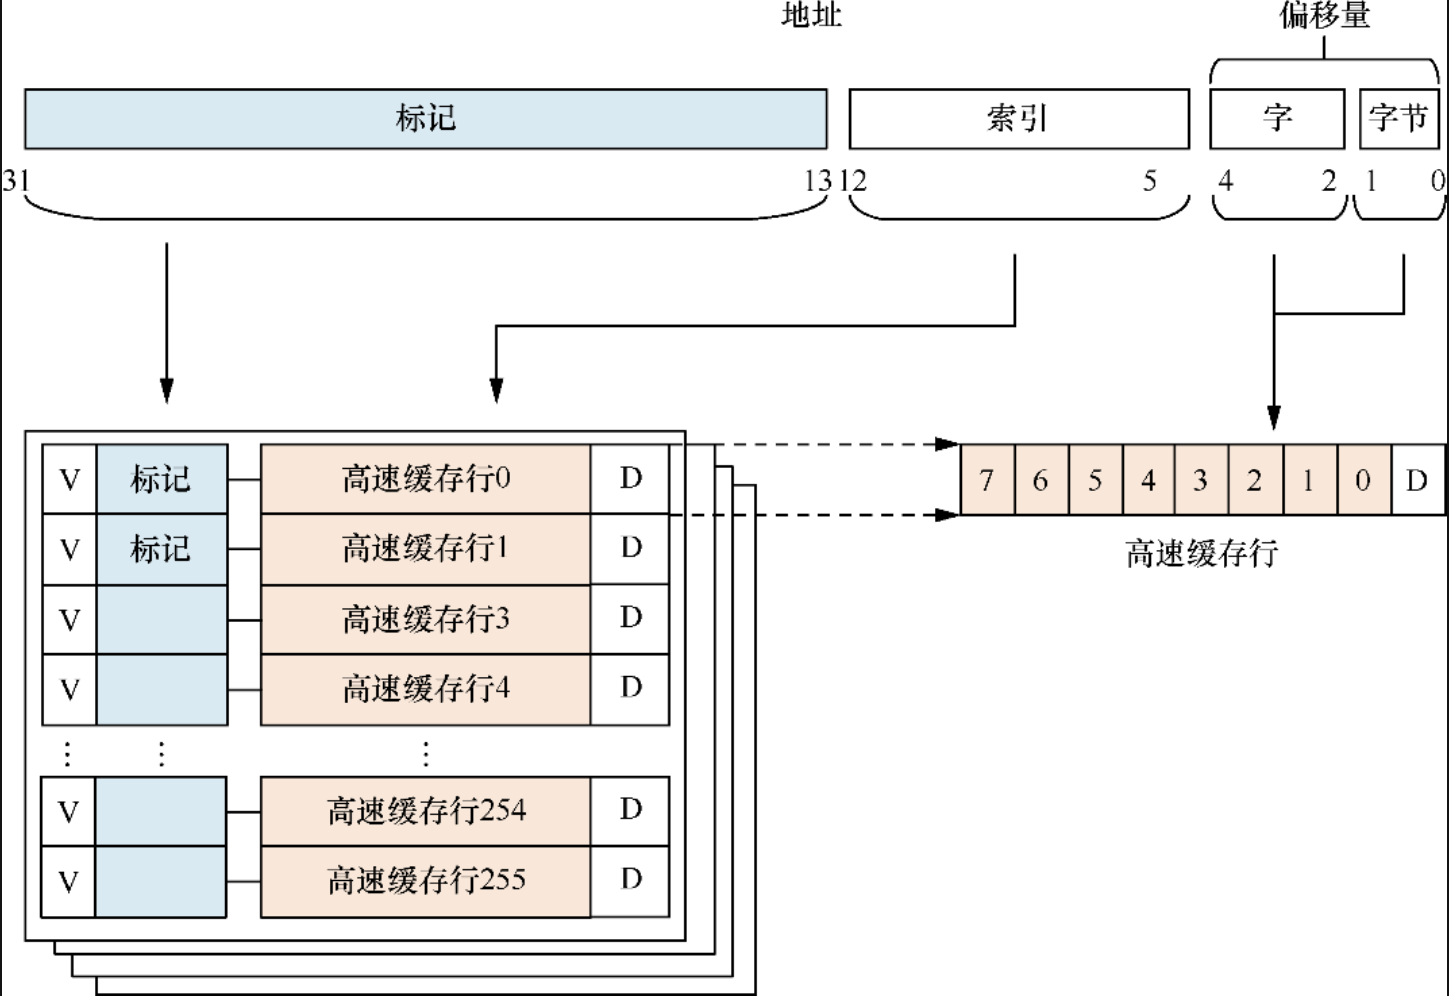 地址 偏移量
标记 索引 字 字节
31 13 12 5 4 2 1 0
V 标记 高速缓存行0 D 7 6 5 4 3 2 1 0 D
V 标记 高速缓存行1 D 高速缓存行
V 高速缓存行3 D
V 高速缓存行4 D
⋮ ⋮ ⋮
V 高速缓存行254 D
V 高速缓存行255 D